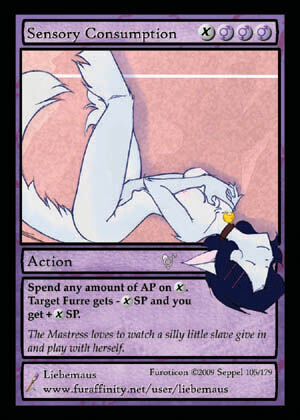 Sensory Consumption X
Action
Spend any amount of AP on X.
Target Furre gets - X SP and you
get + X SP.
The Mastress loves to watch a silly little slave give in
and play with herself.
Liebemaus Furoticon ©2009 Seppel 105/179
www.furaffinity.net/user/liebemaus